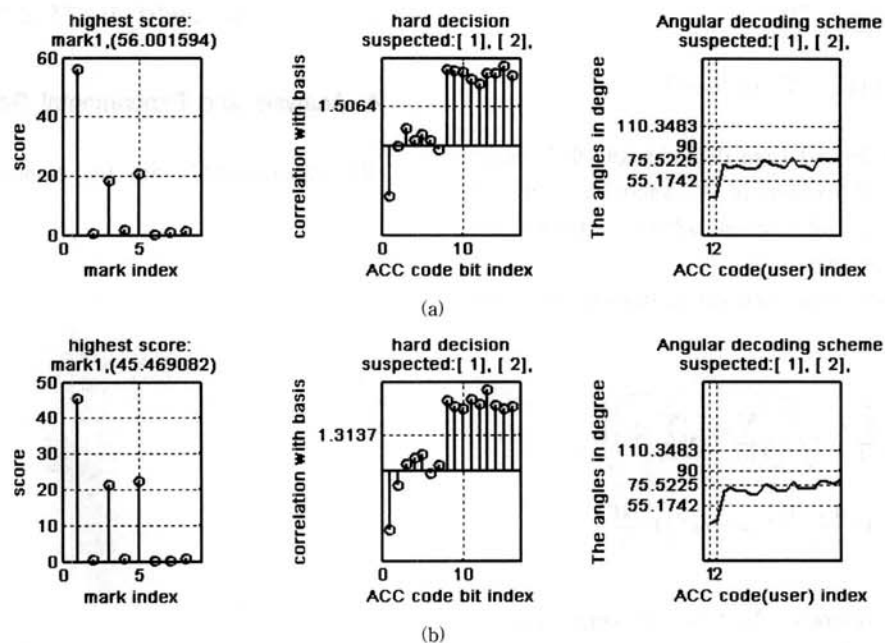 highest score:
mark1,(56.001594)
60
40
20
0
score
0
5
mark index
hard decision
suspected:[ 1], [ 2],
1.5064
correlation with basis
0
10
ACC code bit index
Angular decoding scheme
suspected:[ 1], [ 2],
110.3483
90
75.5225
55.1742
The angles in degree
12
ACC code(user) index
(a)
highest score:
mark1,(45.469082)
50
40
30
20
10
0
score
0
5
mark index
hard decision
suspected:[ 1], [ 2],
1.3137
correlation with basis
0
10
ACC code bit index
Angular decoding scheme
suspected:[ 1], [ 2],
110.3483
90
75.5225
55.1742
The angles in degree
12
ACC code(user) index
(b)